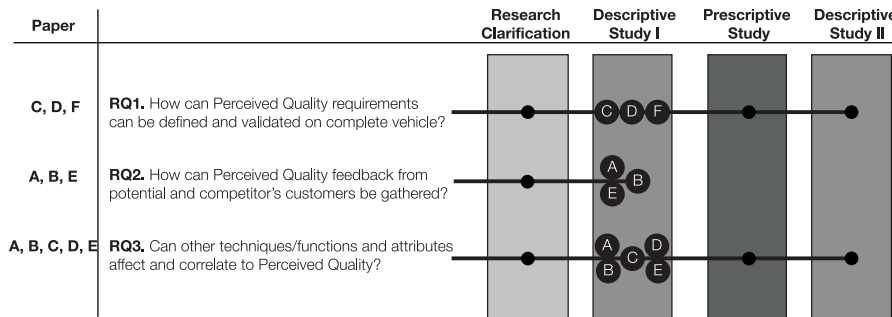 Paper
Research Clarification
Descriptive Study I
Prescriptive Study
Descriptive Study II
C, D, F
RQ1. How can Perceived Quality requirements
can be defined and validated on complete vehicle?
C D F
A, B, E
RQ2. How can Perceived Quality feedback from
potential and competitor's customers be gathered?
A
B
E
A, B, C, D, E
RQ3. Can other techniques/functions and attributes
affect and correlate to Perceived Quality?
A D
C
B E